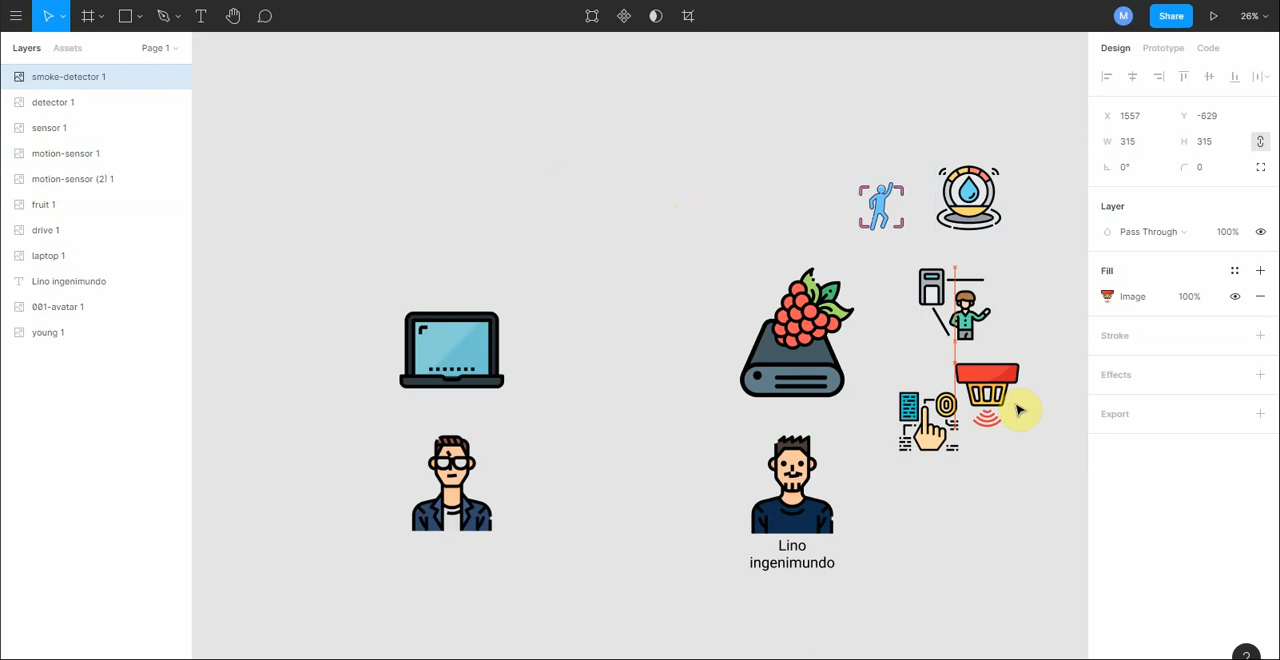 T
M
Share
26%
Layers
Assets
Page 1
Design
Prototype
Code
smoke-detector 1
detector 1
sensor 1
motion-sensor 1
motion-sensor (2) 1
fruit 1
drive 1
laptop 1
T Lino ingenimundo
001-avatar 1
young 1
X 1557 Y -629
W 315 H 315
0° 0
Layer
Pass Through 100%
Fill
Image 100%
Stroke
Effects
Export
Lino
ingenimundo
?